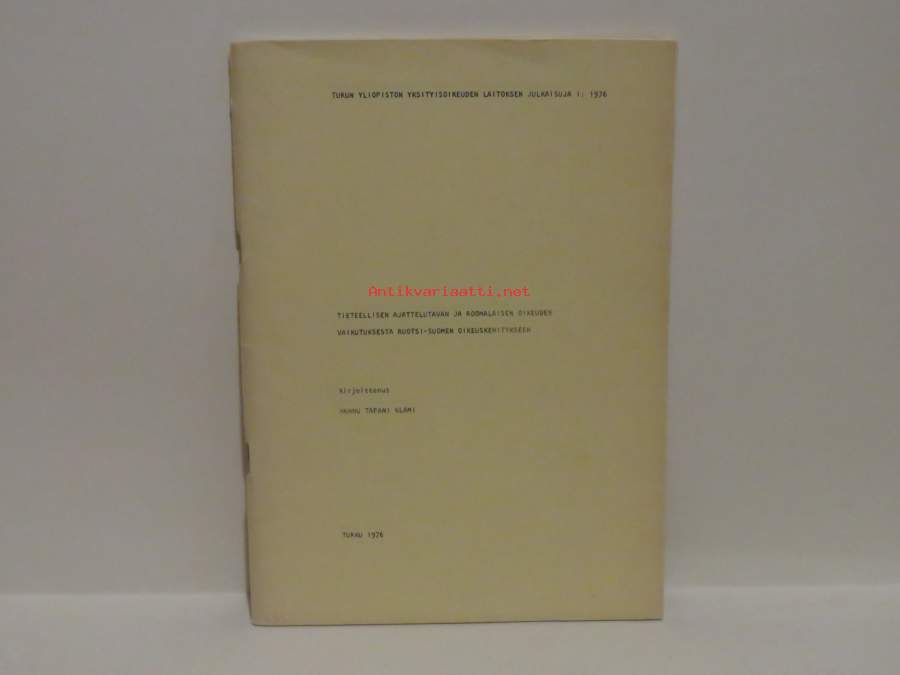 TURUN YLIOPISTON YKSITYISOIKEUDEN LAITOKSEN JULKAISUJA 1: 1976
Antikvariaatti.net
TIETEELLISEN AJATTELUTAVAN JA ROOMALAISEN OIKEUDEN
VAIKUTUKSESTA RUOTSI-SUOMEN OIKEUSKEHITYKSEEN
Kirjoittanut
HANNU TAPANI KLAMI
TURKU 1976